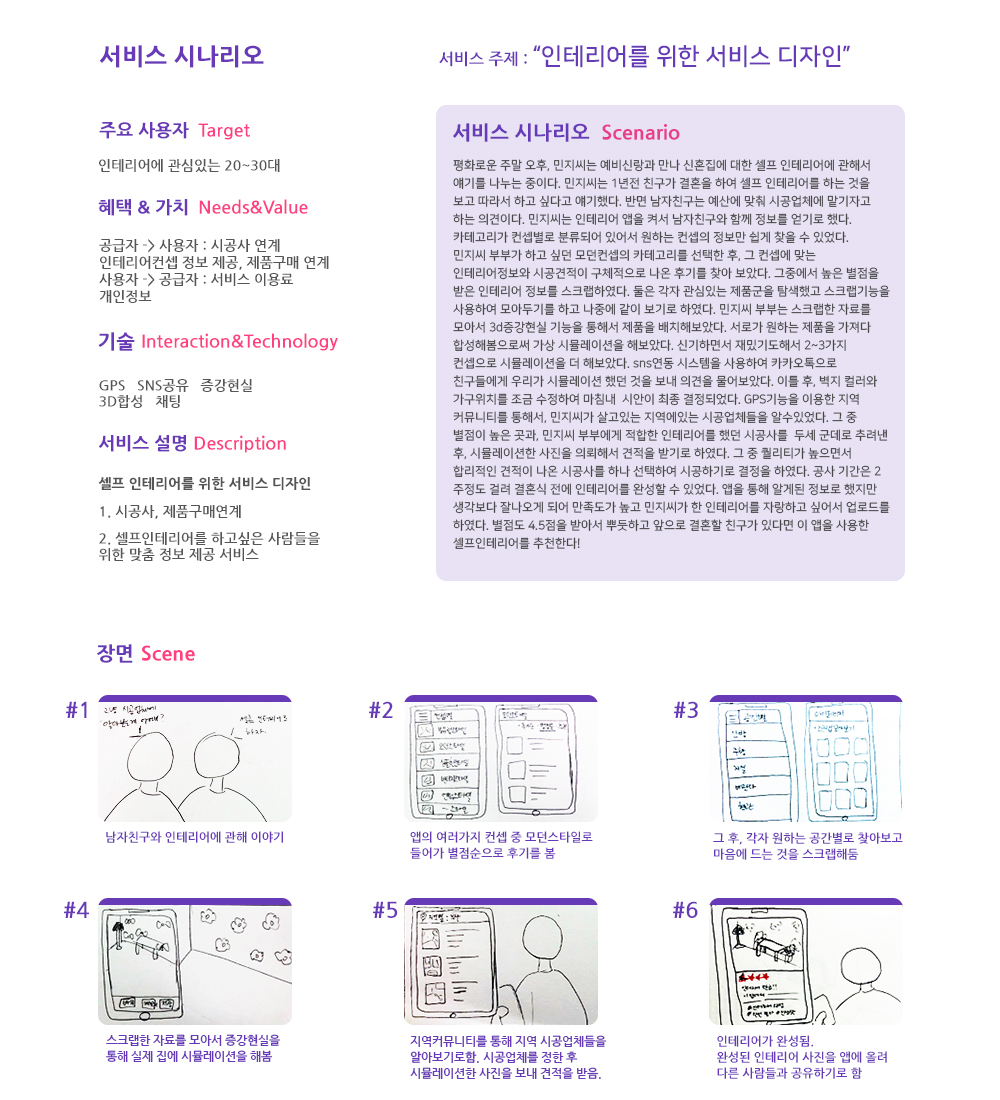 서비스 시나리오
서비스 주제 : “인테리어를 위한 서비스 디자인”
주요 사용자 Target
인테리어에 관심있는 20~30대
혜택 & 가치 Needs&Value
공급자 -> 사용자 : 시공사 연계
인테리어컨셉 정보 제공, 제품구매 연계
사용자 -> 공급자 : 서비스 이용료
개인정보
기술 Interaction&Technology
GPS SNS공유 증강현실
3D합성 채팅
서비스 설명 Description
셀프 인테리어를 위한 서비스 디자인
1. 시공사, 제품구매연계
2. 셀프인테리어를 하고싶은 사람들을
위한 맞춤 정보 제공 서비스
서비스 시나리오 Scenario
평화로운 주말 오후, 민지씨는 예비신랑과 만나 신혼집에 대한 셀프 인테리어에 관해서
얘기를 나누는 중이다. 민지씨는 1년전 친구가 결혼을 하여 셀프 인테리어를 하는 것을
보고 따라서 하고 싶다고 얘기했다. 반면 남자친구는 예산에 맞춰 시공업체에 맡기자고
하는 의견이다. 민지씨는 인테리어 앱을 켜서 남자친구와 함께 정보를 얻기로 했다.
카테고리가 컨셉별로 분류되어 있어서 원하는 컨셉의 정보만 쉽게 찾을 수 있었다.
민지씨 부부가 하고 싶던 모던컨셉의 카테고리를 선택한 후, 그 컨셉에 맞는
인테리어정보와 시공견적이 구체적으로 나온 후기를 찾아 보았다. 그중에서 높은 별점을
받은 인테리어 정보를 스크랩하였다. 둘은 각자 관심있는 제품군을 탐색했고 스크랩기능을
사용하여 모아두기를 하고 나중에 같이 보기로 하였다. 민지씨 부부는 스크랩한 자료를
모아서 3d증강현실 기능을 통해서 제품을 배치해보았다. 서로가 원하는 제품을 가져다
합성해봄으로써 가상 시뮬레이션을 해보았다. 신기하면서 재밌기도해서 2~3가지
컨셉으로 시뮬레이션을 더 해보았다. sns연동 시스템을 사용하여 카카오톡으로
친구들에게 우리가 시뮬레이션 했던 것을 보내 의견을 물어보았다. 이틀 후, 벽지 컬러와
가구위치를 조금 수정하여 마침내 시안이 최종 결정되었다. GPS기능을 이용한 지역
커뮤니티를 통해서, 민지씨가 살고있는 지역에있는 시공업체들을 알수있었다. 그 중
별점이 높은 곳과, 민지씨 부부에게 적합한 인테리어를 했던 시공사를 두세 군데로 추려낸
후, 시뮬레이션한 사진을 의뢰해서 견적을 받기로 하였다. 그 중 퀄리티가 높으면서
합리적인 견적이 나온 시공사를 하나 선택하여 시공하기로 결정을 하였다. 공사 기간은 2
주정도 걸려 결혼식 전에 인테리어를 완성할 수 있었다. 앱을 통해 알게된 정보로 했지만
생각보다 잘나오게 되어 만족도가 높고 민지씨가 한 인테리어를 자랑하고 싶어서 업로드를
하였다. 별점도 4.5점을 받아서 뿌듯하고 앞으로 결혼할 친구가 있다면 이 앱을 사용한
셀프인테리어를 추천한다!
장면 Scene
#1
그냥 시공업체에
셀프 인테리어
하자
남자친구와 인테리어에 관해 이야기
#2
컨셉별
앱의 여러가지 컨셉 중 모던스타일로
들어가 별점순으로 후기를 봄
#3
공간별
주방
거실
베란다
그 후, 각자 원하는 공간별로 찾아보고
마음에 드는 것을 스크랩해둠
#4
스크랩한 자료를 모아서 증강현실을
통해 실제 집에 시뮬레이션을 해봄
#5
지역커뮤니티를 통해 지역 시공업체들을
알아보기로함. 시공업체를 정한 후
시뮬레이션한 사진을 보내 견적을 받음.
#6
인테리어가 완성됨.
완성된 인테리어 사진을 앱에 올려
다른 사람들과 공유하기로 함